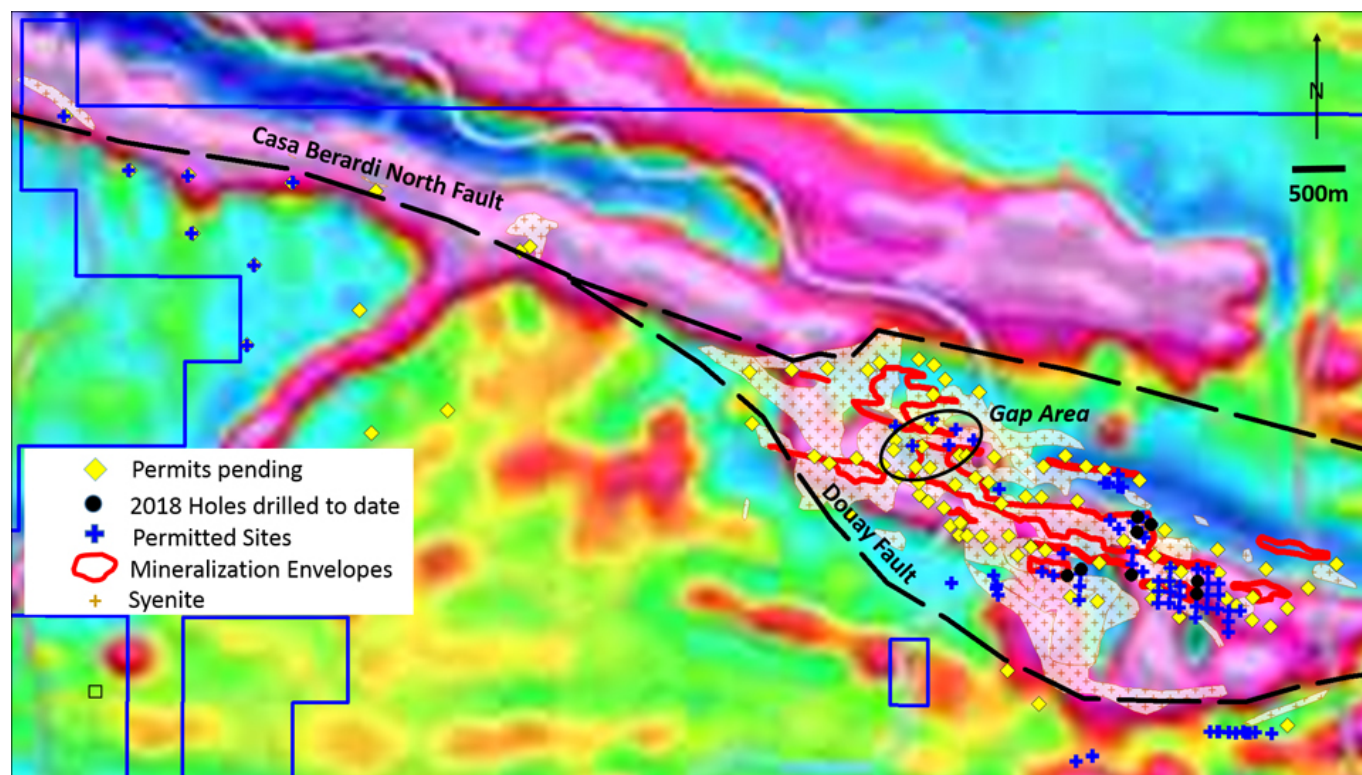 N
500m
Casa Berardi North Fault
Gap Area
Douay Fault
Permits pending
2018 Holes drilled to date
Permitted Sites
Mineralization Envelopes
Syenite